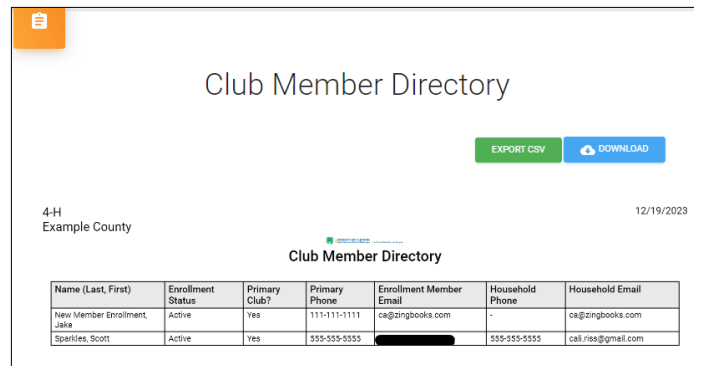 Club Member Directory
EXPORT CSV
DOWNLOAD
4-H
12/19/2023
Example County
Club Member Directory
Name (Last, First) Enrollment Status Primary Club? Primary Phone Enrollment Member Email Household Phone Household Email
New Member Enrollment, Jake Active Yes 111-111-1111 ca@zingbooks.com - ca@zingbooks.com
Sparkles, Scott Active Yes 555-555-5555 555-555-5555 cali.riss@gmail.com